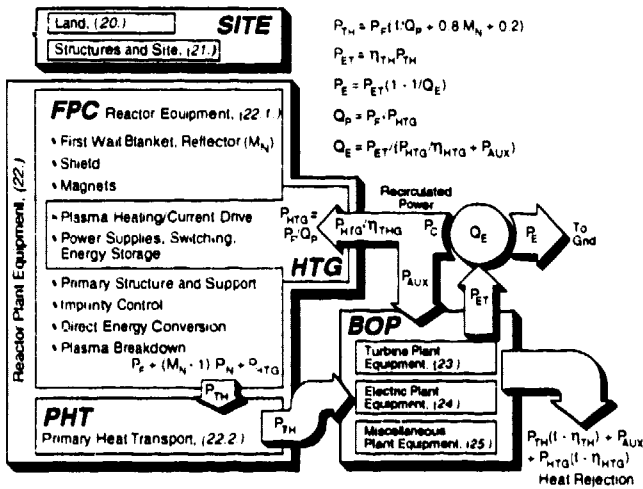 SITE
Land, (20.)
Structures and Site, (21.)
P_TH = P_F(1/Q_P + 0.8 M_N + 0.2)
P_ET = η_TH P_TH
P_E = P_ET(1 - 1/Q_E)
Q_P = P_F/P_HTG
Q_E = P_ET/(P_HTG/η_HTG + P_AUX)
Reactor Plant Equipment, (22.)
FPC Reactor Equipment, (22.1.)
• First Wall Blanket, Reflector (M_N)
• Shield
• Magnets
• Plasma Heating/Current Drive
• Power Supplies, Switching,
Energy Storage
HTG
• Primary Structure and Support
• Impurity Control
• Direct Energy Conversion
• Plasma Breakdown
P_F + (M_N - 1) P_N + P_HTG
P_TH
PHT
Primary Heat Transport, (22.2)
P_TH
P_HTG =
P_F/Q_P
Recirculated
Power
P_HTG/η_THG
P_C
Q_E
P_E
To
Grid
P_AUX
P_ET
BOP
Turbine Plant
Equipment, (23)
Electric Plant
Equipment, (24)
Miscellaneous
Plant Equipment, (25)
P_TH(1 - η_TH) + P_AUX
+ P_HTG(1 - η_HTG)
Heat Rejection